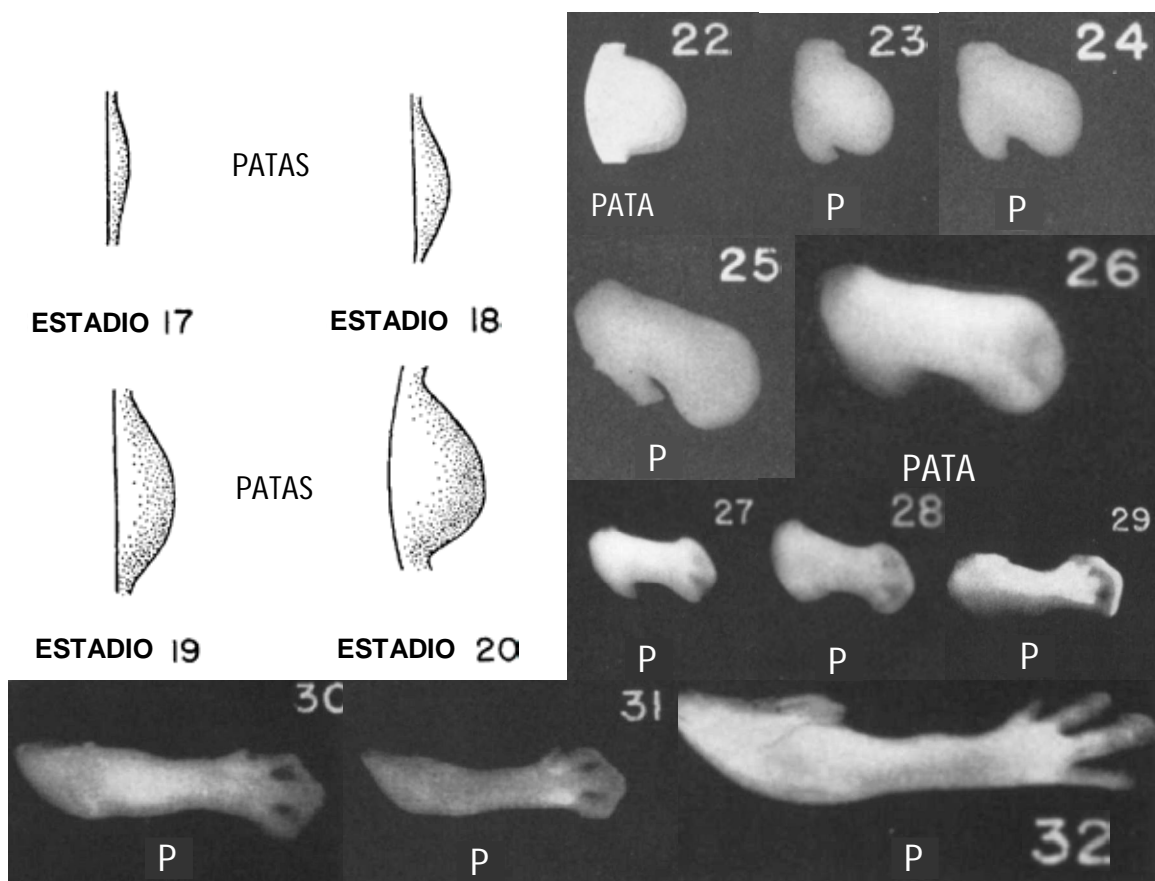 PATAS
ESTADIO 17
ESTADIO 18
PATAS
ESTADIO 19
ESTADIO 20
22
PATA
23
P
24
P
25
P
26
PATA
27
P
28
P
29
P
30
P
31
P
32
P